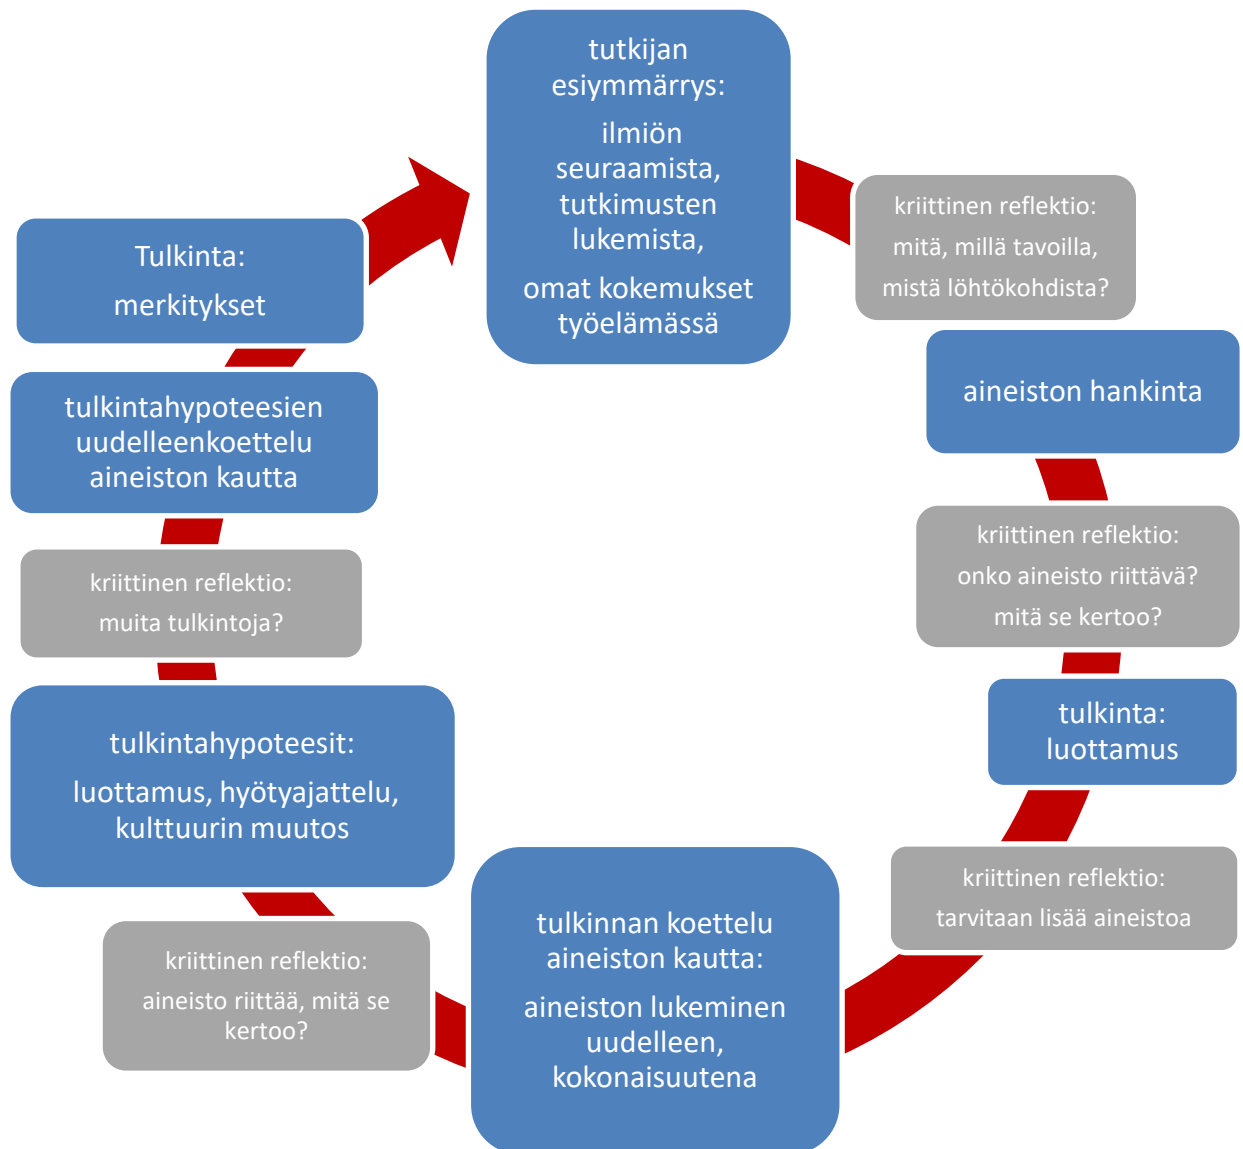 tutkijan
esiymmärrys:
ilmiön
seuraamista,
tutkimusten
lukemista,
omat kokemukset
työelämässä
kriittinen reflektio:
mitä, millä tavoilla,
mistä löhtökohdista?
aineiston hankinta
kriittinen reflektio:
onko aineisto riittävä?
mitä se kertoo?
tulkinta:
luottamus
kriittinen reflektio:
tarvitaan lisää aineistoa
tulkinnan koettelu
aineiston kautta:
aineiston lukeminen
uudelleen,
kokonaisuutena
kriittinen reflektio:
aineisto riittää, mitä se
kertoo?
tulkintahypoteesit:
luottamus, hyötyajattelu,
kulttuurin muutos
kriittinen reflektio:
muita tulkintoja?
tulkintahypoteesien
uudelleenkoettelu
aineiston kautta
Tulkinta:
merkitykset